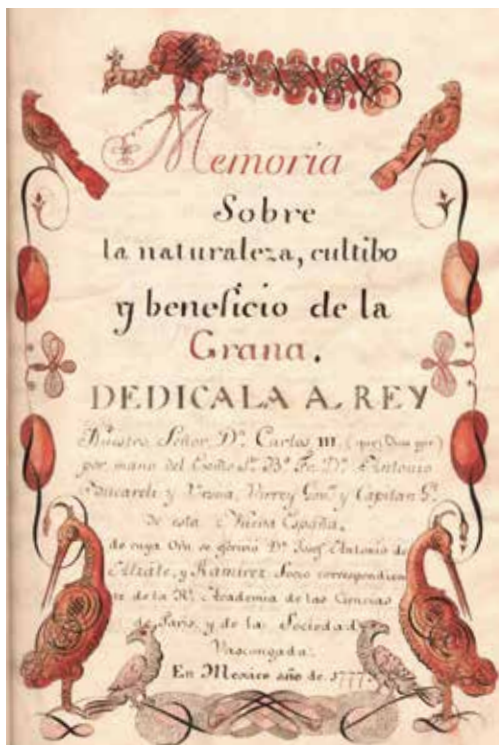 Memoria
Sobre
la naturaleza, cultibo
y beneficio de la
Grana.
DEDICALA A REY
Nuestro Señor Dn. Carlos III. (que Dios gue)
por mano del Exmo Sr. Bo. Fr. Dn. Antonio
Bucareli y Ursua, Virrey Gov. y Capitan Gl.
de esta Nueva España,
de cuya Orn. se formó Dn. Josef Antonio de
Alzate, y Ramirez Socio correspondien
te de la Rl. Academia de las Ciencias
de Paris, y de la Sociedad
Vascongada.
En Mexico año de 1777.